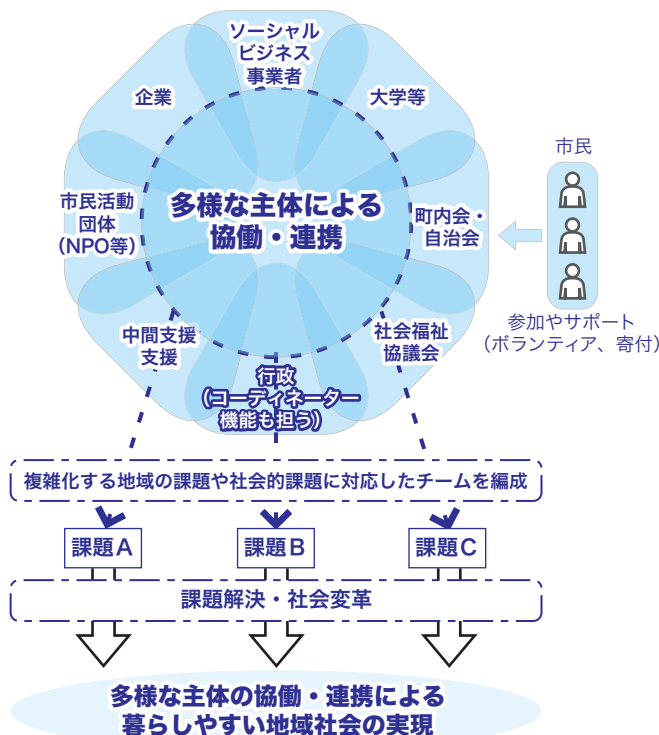 ソーシャル
ビジネス
事業者
企業
大学等
市民活動
団体
(NPO等)
多様な主体による
協働・連携
町内会・
自治会
市民
参加やサポート
(ボランティア、寄付)
中間支援
支援
社会福祉
協議会
行政
(コーディネーター
機能も担う)
複雑化する地域の課題や社会的課題に対応したチームを編成
課題A
課題B
課題C
課題解決・社会変革
多様な主体の協働・連携による
暮らしやすい地域社会の実現